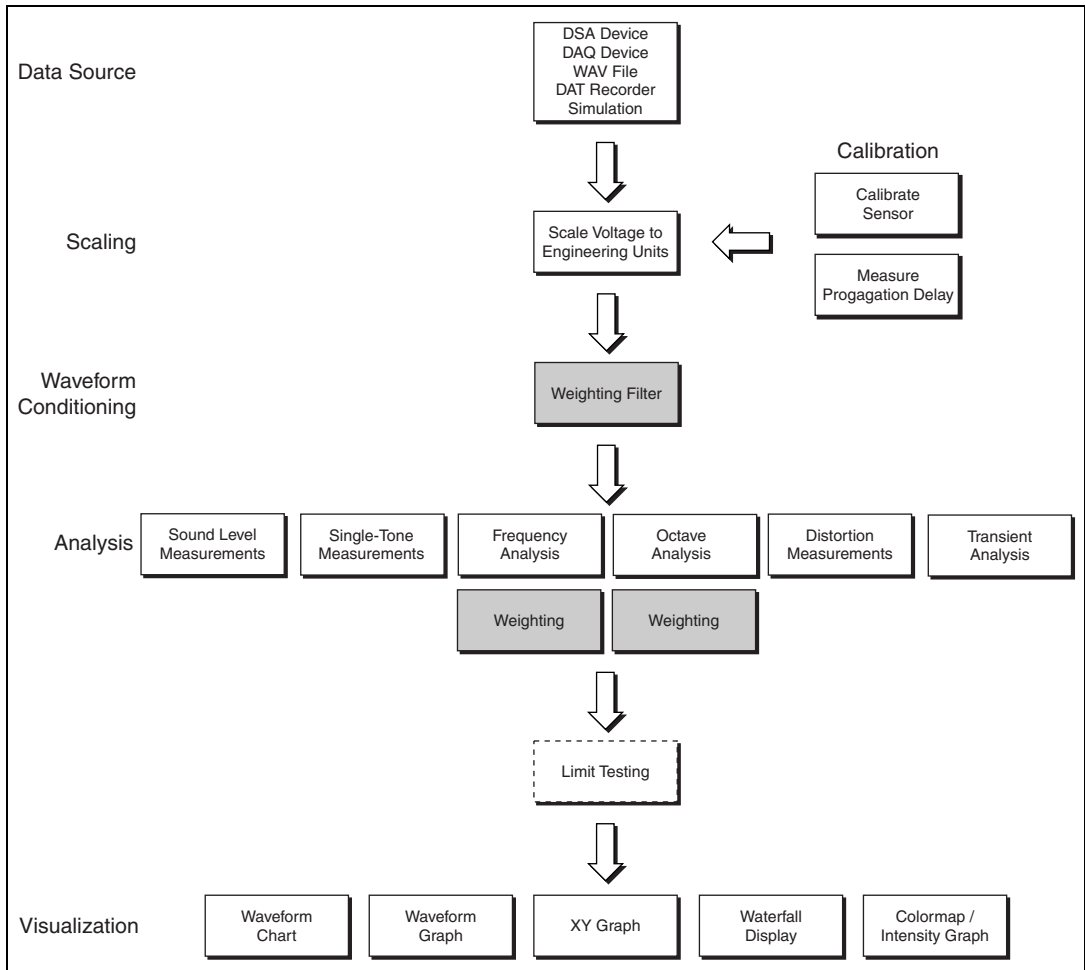 Data Source
DSA Device
DAQ Device
WAV File
DAT Recorder
Simulation
Calibration
Calibrate
Sensor
Scaling
Scale Voltage to
Engineering Units
Measure
Progagation Delay
Waveform
Conditioning
Weighting Filter
Analysis
Sound Level
Measurements
Single-Tone
Measurements
Frequency
Analysis
Octave
Analysis
Distortion
Measurements
Transient
Analysis
Weighting
Weighting
Limit Testing
Visualization
Waveform
Chart
Waveform
Graph
XY Graph
Waterfall
Display
Colormap /
Intensity Graph